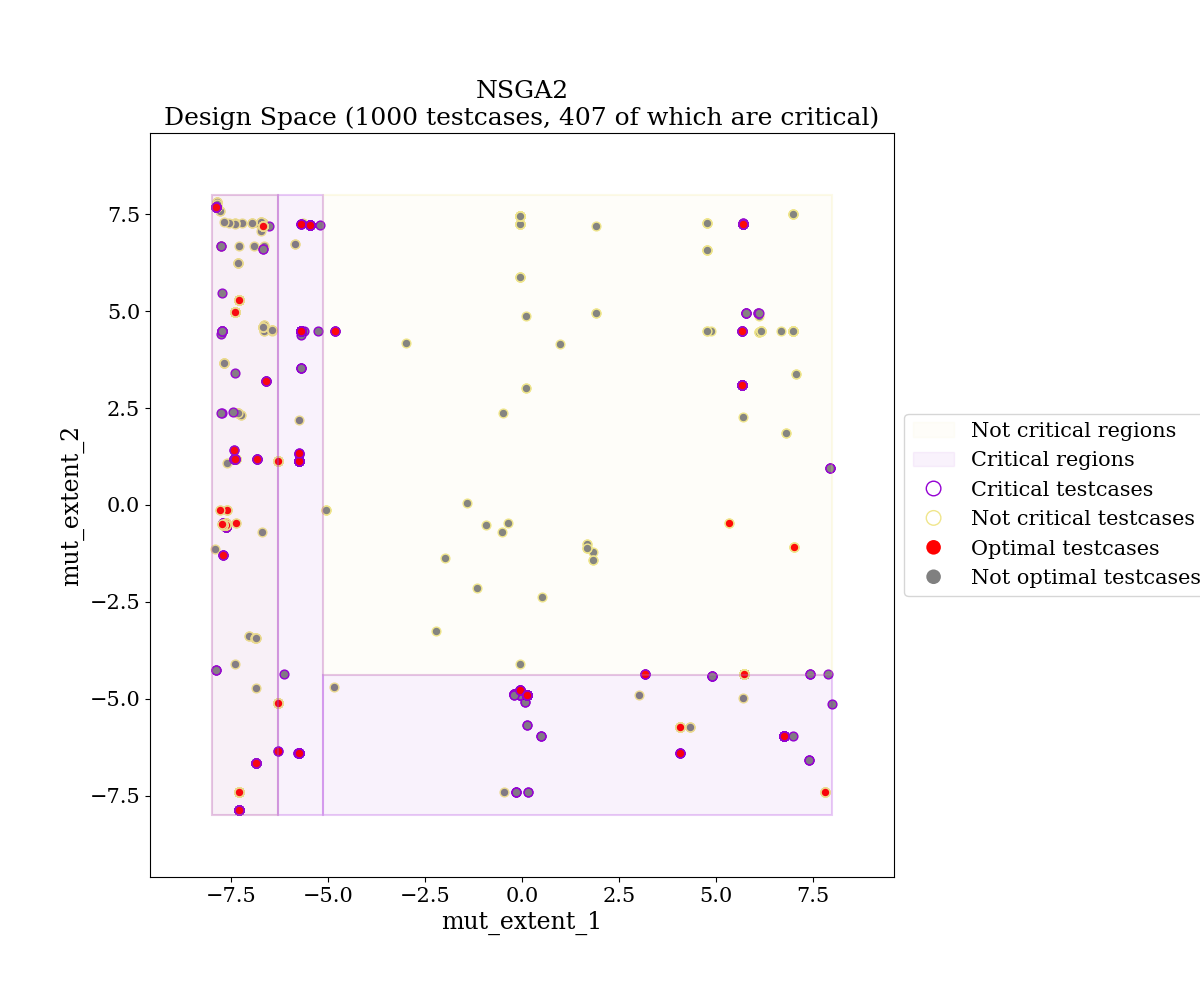 NSGA2
Design Space (1000 testcases, 407 of which are critical)
7.5
5.0
2.5
0.0
−2.5
−5.0
−7.5
mut_extent_2
−7.5
−5.0
−2.5
0.0
2.5
5.0
7.5
mut_extent_1
Not critical regions
Critical regions
Critical testcases
Not critical testcases
Optimal testcases
Not optimal testcases